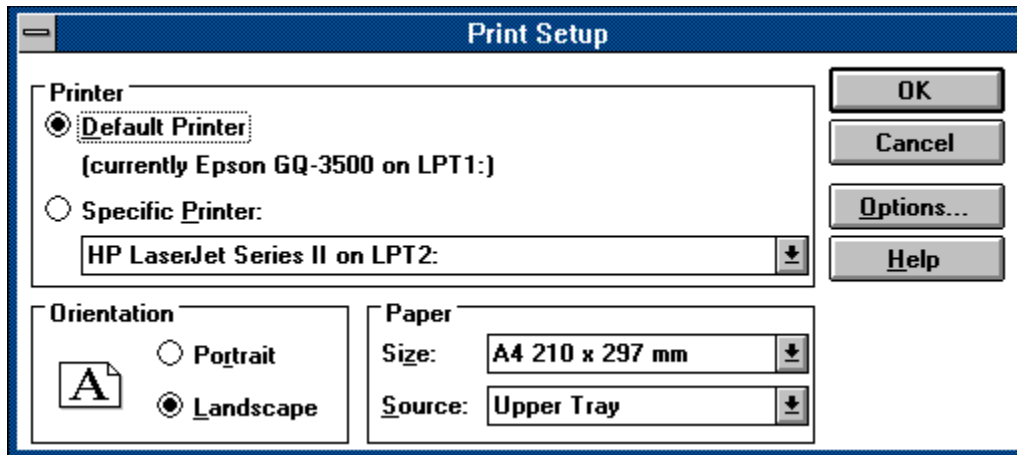 Print Setup
Printer
Default Printer
(currently Epson GQ-3500 on LPT1:)
Specific Printer:
HP LaserJet Series II on LPT2:
OK
Cancel
Options...
Help
Orientation
A
Portrait
Landscape
Paper
Size: A4 210 x 297 mm
Source: Upper Tray